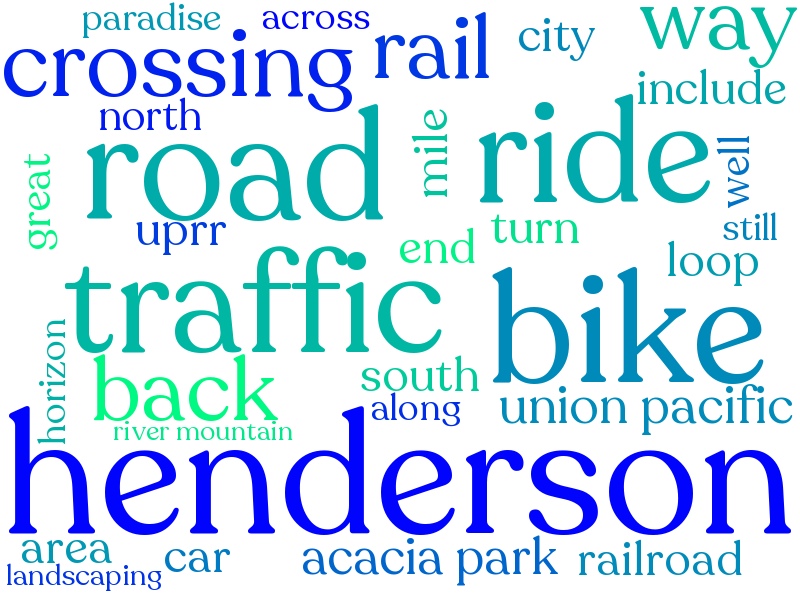 paradise across
crossing rail city way
north include
road mile ride well
great
uprr turn still
end loop
traffic bike
horizon
back south union pacific
along
river mountain
henderson
area car acacia park railroad
landscaping